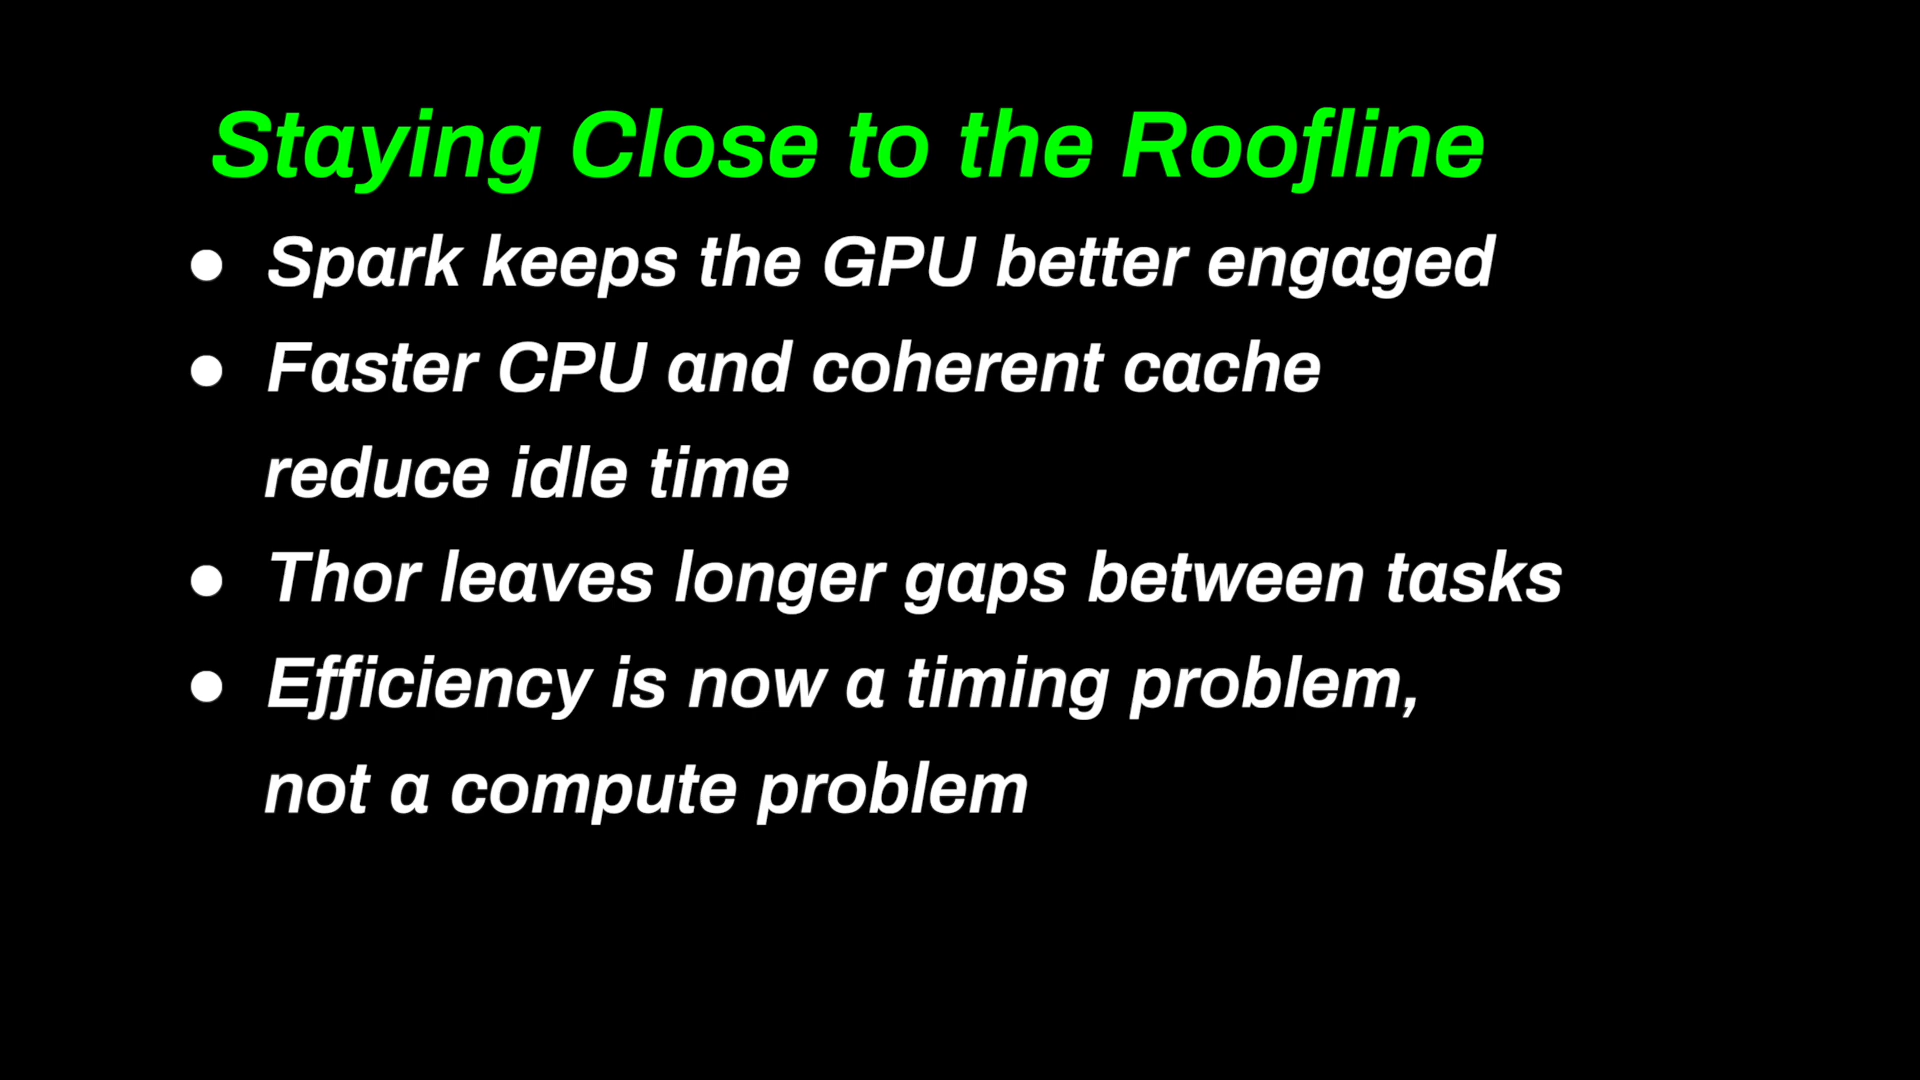 Staying Close to the Roofline
● Spark keeps the GPU better engaged
● Faster CPU and coherent cache
reduce idle time
● Thor leaves longer gaps between tasks
● Efficiency is now a timing problem,
not a compute problem